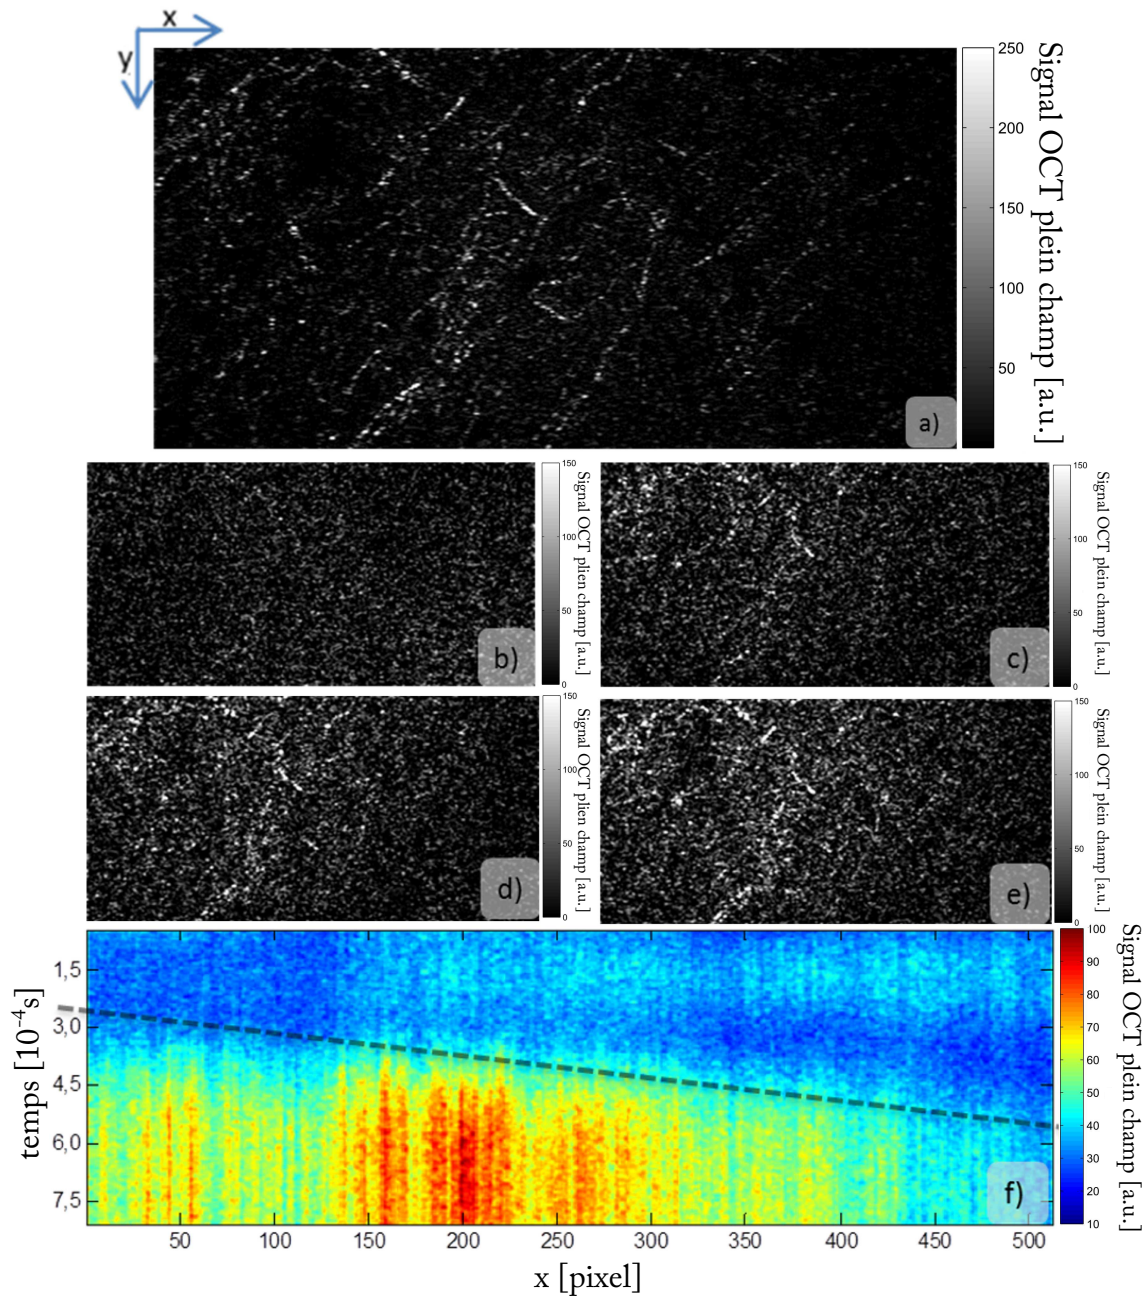 x
y
250
200
150
100
50
Signal OCT plein champ [a.u.]
a)
150
100
50
0
Signal OCT plien champ [a.u.]
b)
150
100
50
0
Signal OCT plein champ [a.u.]
c)
150
100
50
0
Signal OCT plien champ [a.u.]
d)
150
100
50
0
Signal OCT plein champ [a.u.]
e)
temps [10⁻⁴s]
1,5
3,0
4,5
6,0
7,5
f)
100
90
80
70
60
50
40
30
20
10
Signal OCT plein champ [a.u.]
50 100 150 200 250 300 350 400 450 500
x [pixel]